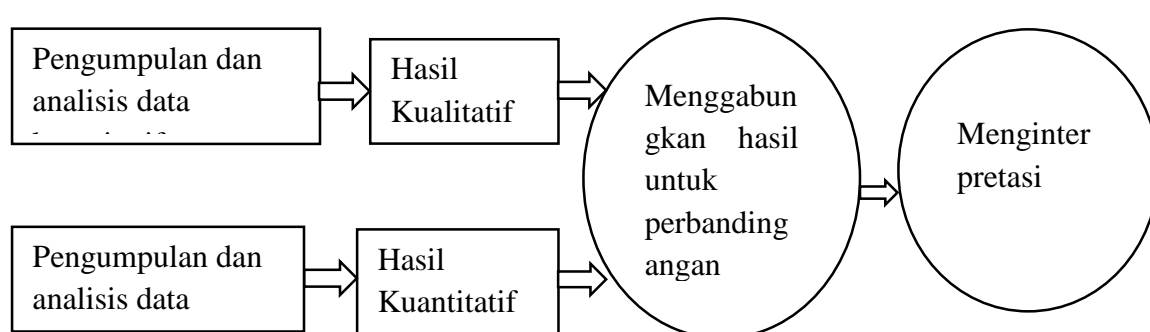 Pengumpulan dan
analisis data
Hasil
Kualitatif
Menggabun
gkan hasil
untuk
perbanding
angan
Menginter
pretasi
Pengumpulan dan
analisis data
Hasil
Kuantitatif